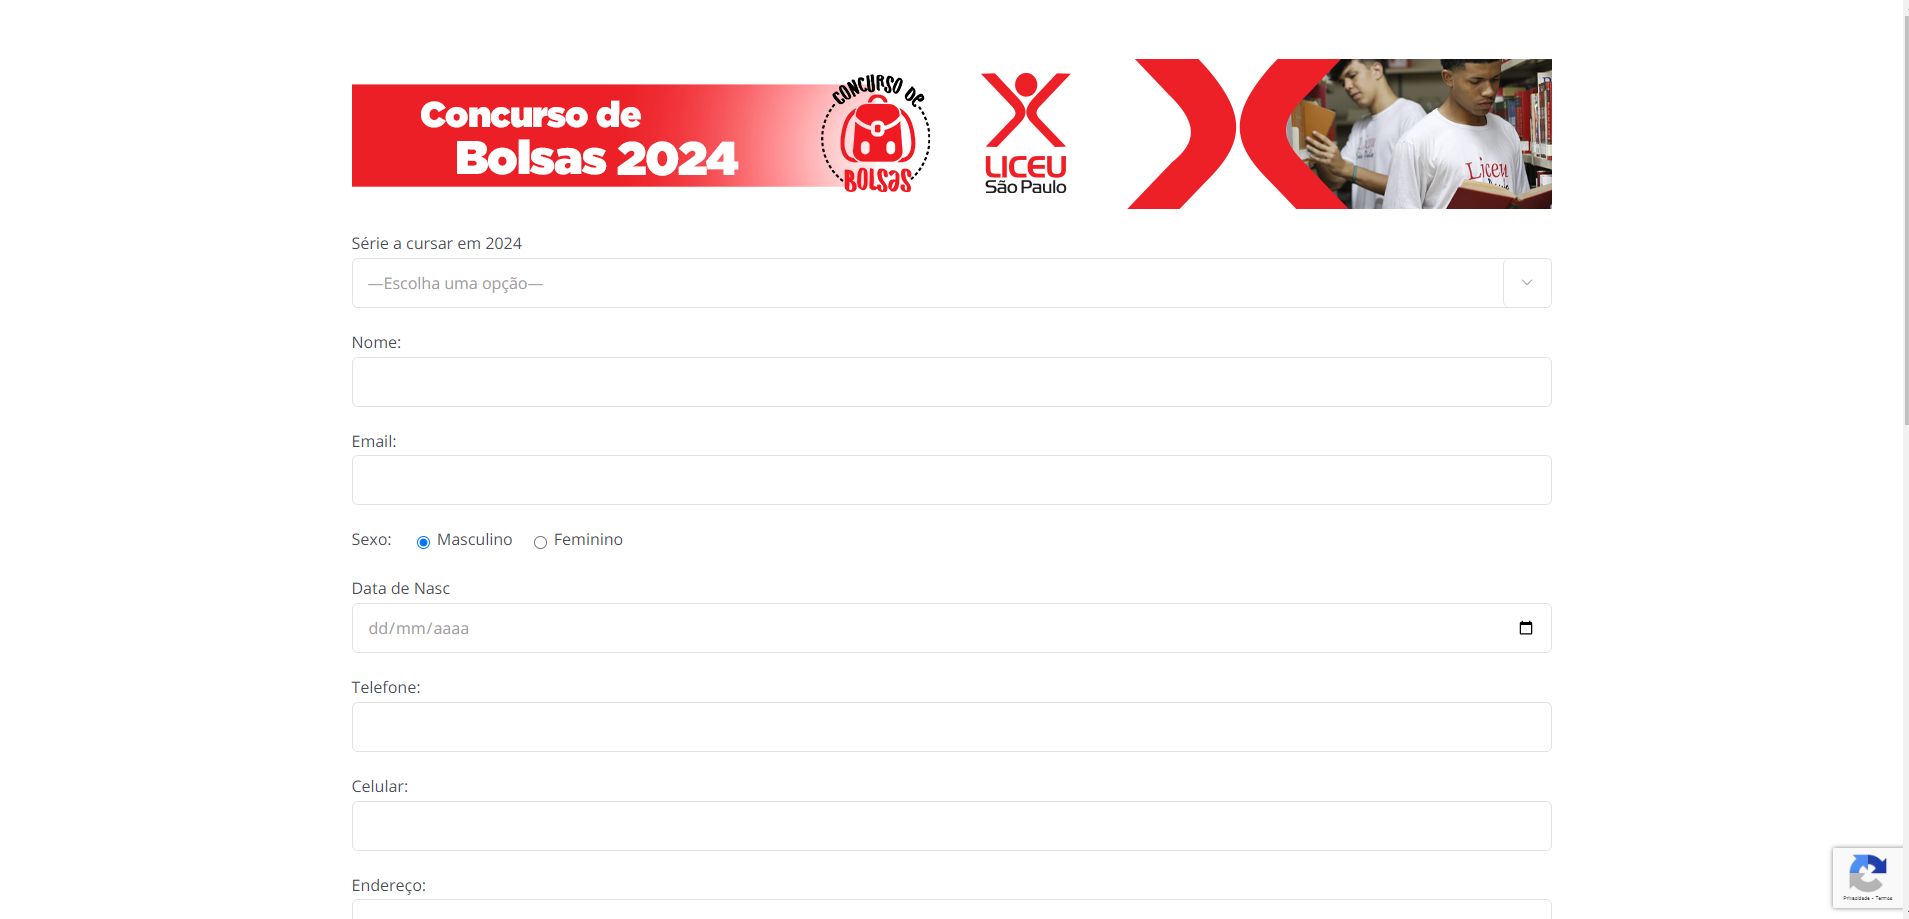 Concurso de
Bolsas 2024
CONCURSO DE
BOLSAS
LICEU
São Paulo
Liceu
Série a cursar em 2024
—Escolha uma opção—
Nome:
Email:
Sexo: Masculino Feminino
Data de Nasc
dd/mm/aaaa
Telefone:
Celular:
Endereço:
Privacidade - Termos